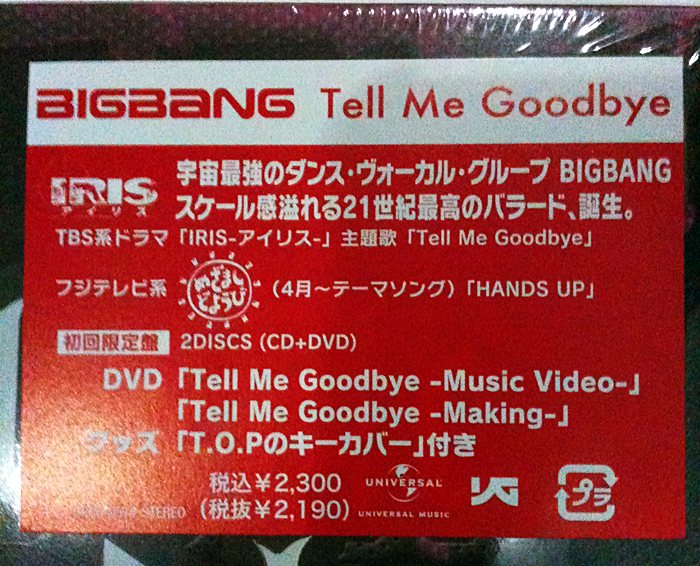 BIGBANG Tell Me Goodbye
IRIS
アイリス
宇宙最強のダンス・ヴォーカル・グループ BIGBANG
スケール感溢れる21世紀最高のバラード、誕生。
TBS系ドラマ「IRIS-アイリス-」主題歌「Tell Me Goodbye」
フジテレビ系 めざましどようび (4月～テーマソング)「HANDS UP」
初回限定盤 2DISCS (CD+DVD)
DVD「Tell Me Goodbye -Music Video-」
「Tell Me Goodbye -Making-」
グッズ「T.O.Pのキーカバー」付き
税込¥2,300
(税抜¥2,190)
STEREO
UNIVERSAL
UNIVERSAL MUSIC
YG
プラ